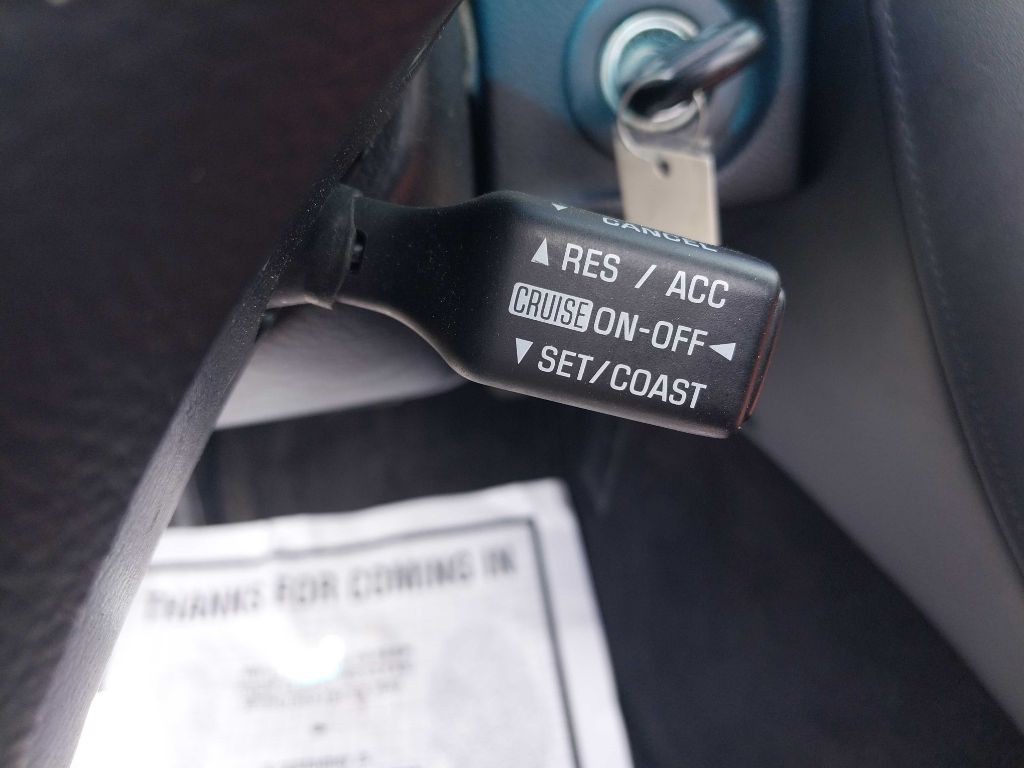 ▼ CANCEL
▲ RES / ACC
CRUISE ON-OFF ◀
▼ SET/COAST
THANKS FOR COMING IN